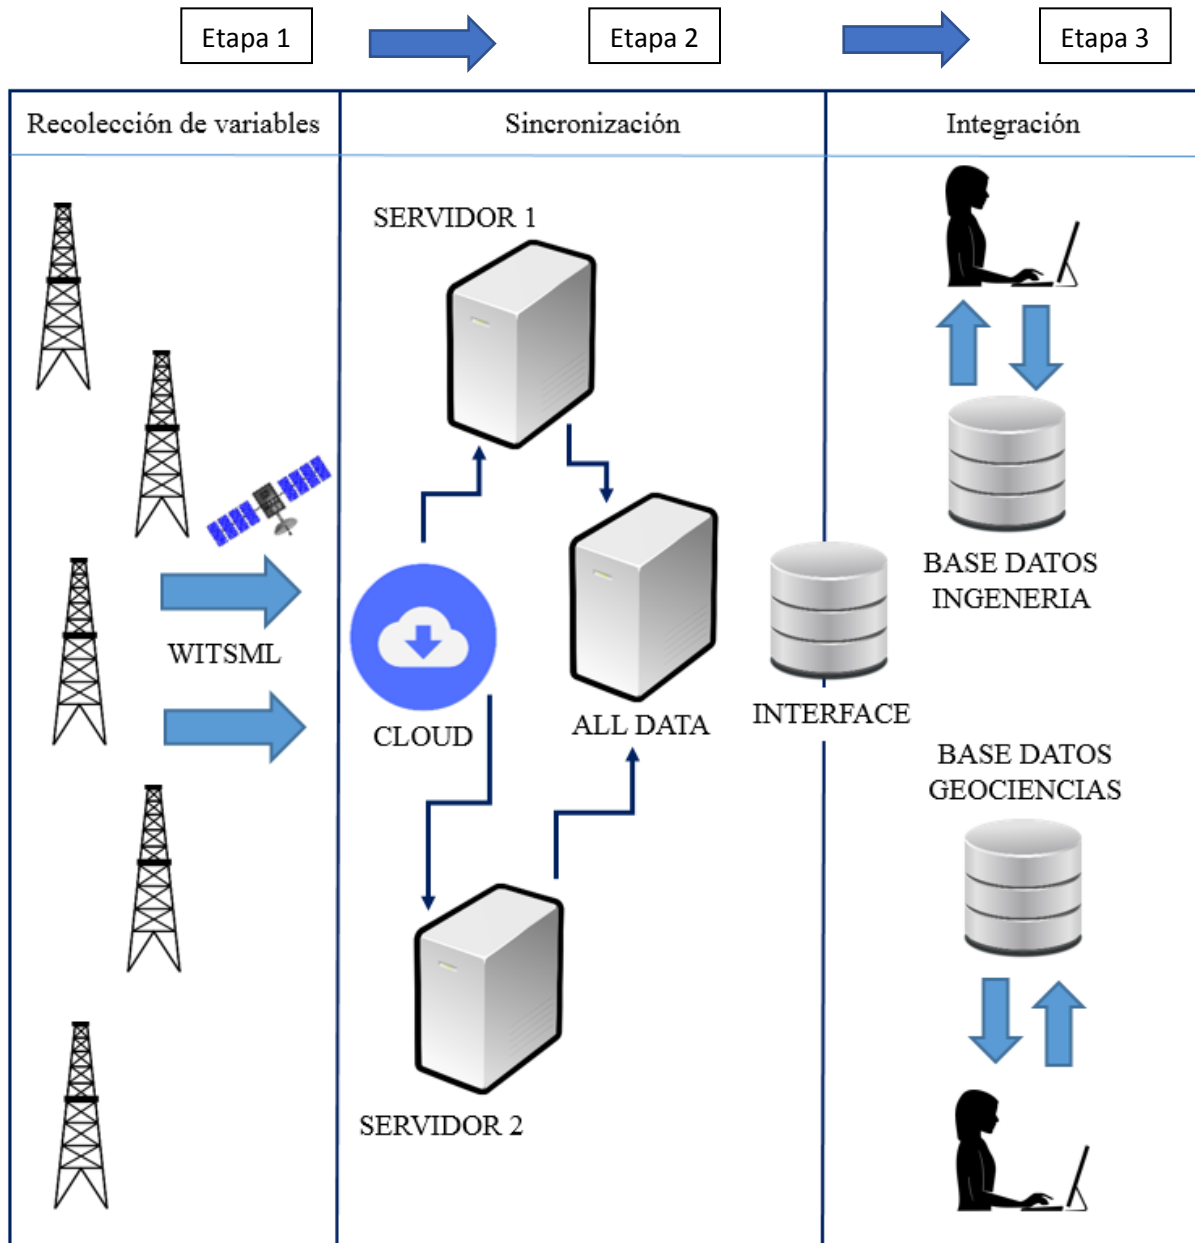 Etapa 1
Etapa 2
Etapa 3
Recolección de variables
Sincronización
Integración
SERVIDOR 1
WITSML
CLOUD
ALL DATA
INTERFACE
BASE DATOS
INGENERIA
BASE DATOS
GEOCIENCIAS
SERVIDOR 2